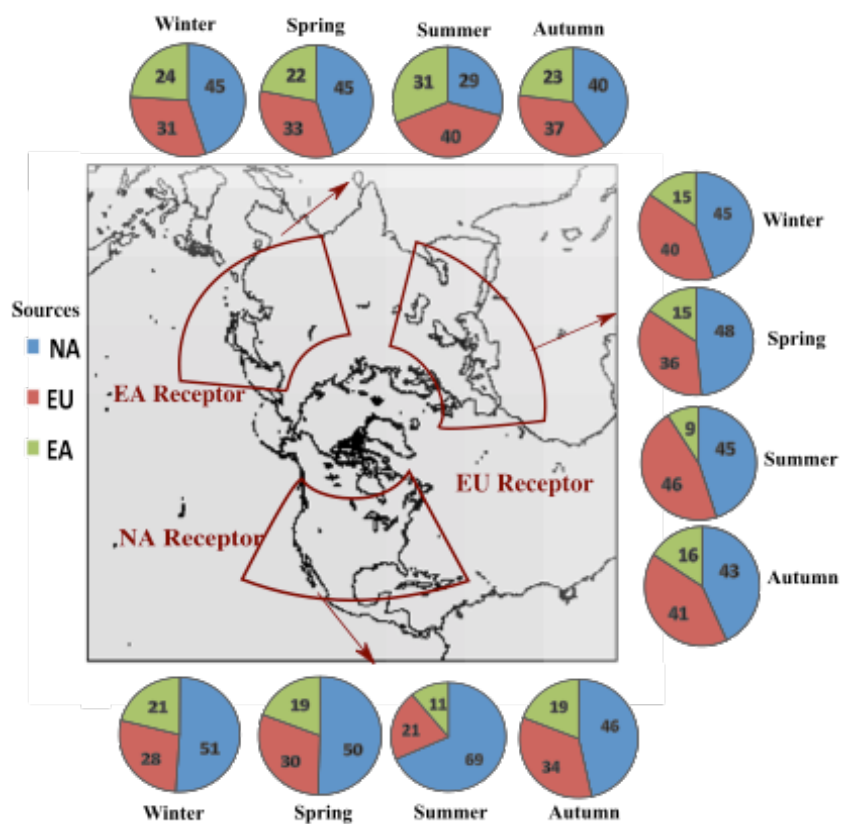 Winter
Spring
Summer
Autumn
24
45
31
22
45
33
31
29
40
23
40
37
15
45
40
Winter
15
48
36
Spring
9
45
46
Summer
16
43
41
Autumn
Sources
NA
EU
EA
EA Receptor
EU Receptor
NA Receptor
21
51
28
19
50
30
11
21
69
19
46
34
Winter
Spring
Summer
Autumn